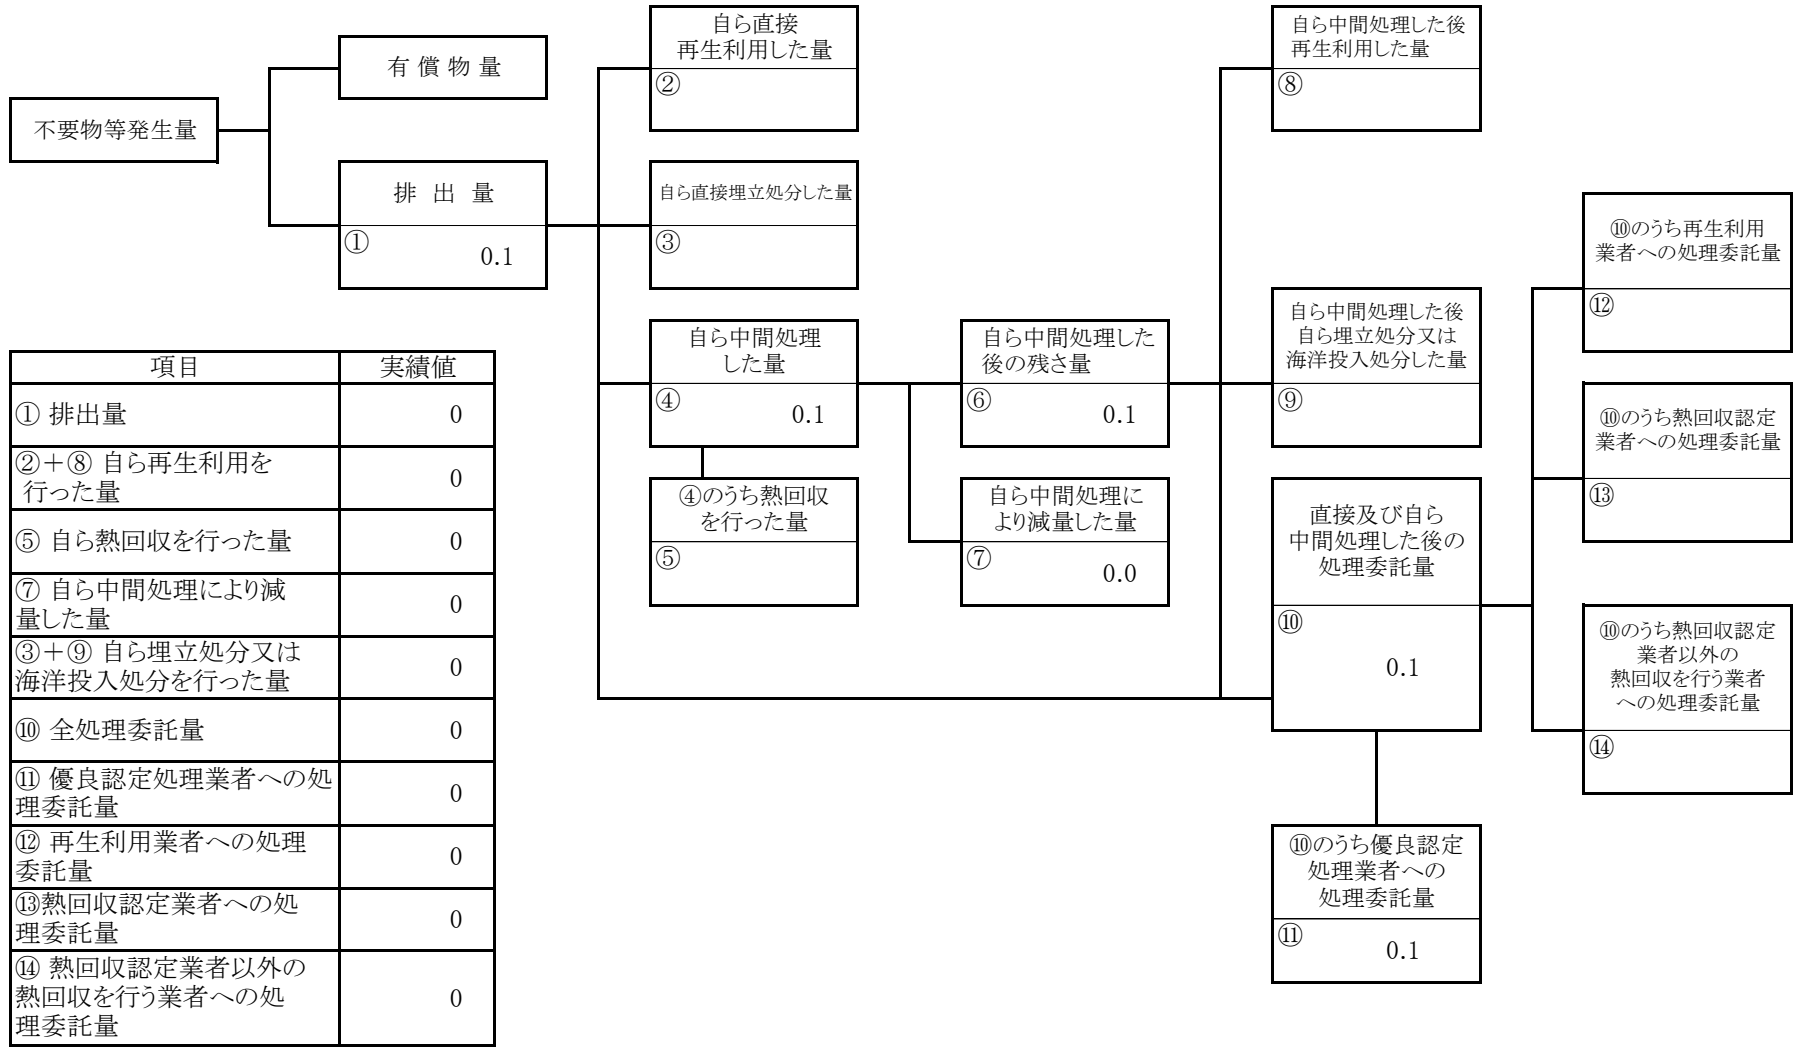 自ら直接
再生利用した量
②
自ら中間処理した後
再生利用した量
⑧
有 償 物 量
不要物等発生量
排 出 量
①
0.1
自ら直接埋立処分した量
③
⑩のうち再生利用
業者への処理委託量
⑫
自ら中間処理
した量
④
0.1
自ら中間処理した
後の残さ量
⑥
0.1
自ら中間処理した後
自ら埋立処分又は
海洋投入処分した量
⑨
⑩のうち熱回収認定
業者への処理委託量
⑬
④のうち熱回収
を行った量
⑤
自ら中間処理に
より減量した量
⑦
0.0
直接及び自ら
中間処理した後の
処理委託量
⑩
0.1
⑩のうち熱回収認定
業者以外の
熱回収を行う業者
への処理委託量
⑭
⑩のうち優良認定
処理業者への
処理委託量
⑪
0.1
項目 実績値
① 排出量 0
②＋⑧ 自ら再生利用を
行った量 0
⑤ 自ら熱回収を行った量 0
⑦ 自ら中間処理により減
量した量 0
③＋⑨ 自ら埋立処分又は
海洋投入処分を行った量 0
⑩ 全処理委託量 0
⑪ 優良認定処理業者への処
理委託量 0
⑫ 再生利用業者への処理
委託量 0
⑬熱回収認定業者への処
理委託量 0
⑭ 熱回収認定業者以外の
熱回収を行う業者への処
理委託量 0